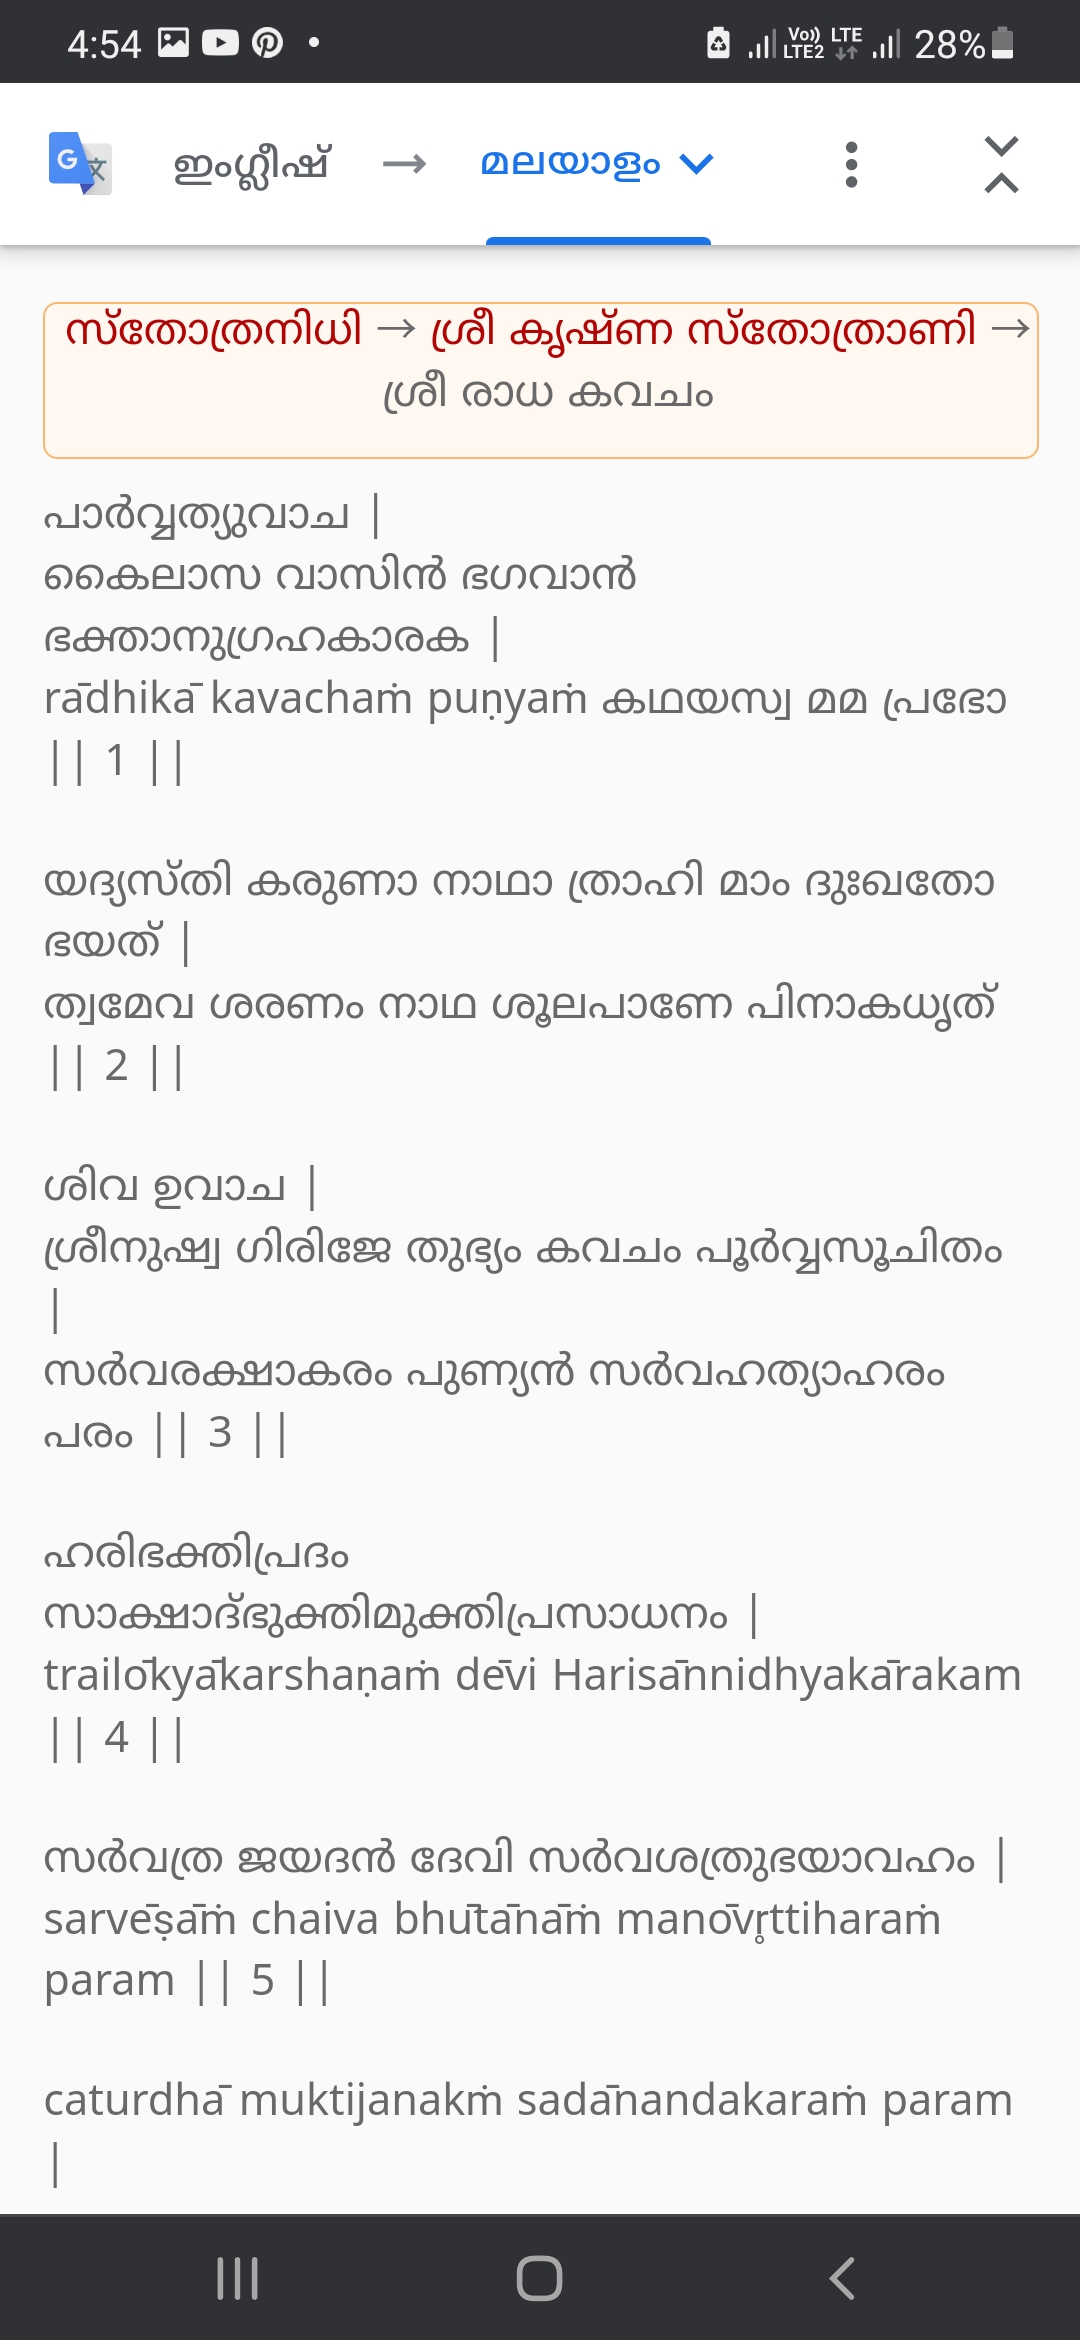 4:54
Vo)) LTE
LTE2
28%
ഇംഗ്ലീഷ് → മലയാളം
സ്തോത്രനിധി → ശ്രീ കൃഷ്ണ സ്തോത്രാണി →
ശ്രീ രാധ കവചം
പാർവ്വത്യുവാച |
കൈലാസ വാസിൻ ഭഗവാൻ
ഭക്താനുഗ്രഹകാരക |
rādhikā kavachaṁ puṇyaṁ കഥയസ്വ മമ പ്രഭോ
|| 1 ||
യദ്യസ്തി കരുണാ നാഥാ ത്രാഹി മാം ദുഃഖതോ
ഭയത് |
ത്വമേവ ശരണം നാഥ ശൂലപാണേ പിനാകധൃത്
|| 2 ||
ശിവ ഉവാച |
ശ്രീനുഷ്വ ഗിരിജേ തുഭ്യം കവചം പൂർവ്വസൂചിതം
|
സർവരക്ഷാകരം പുണ്യൻ സർവഹത്യാഹരം
പരം || 3 ||
ഹരിഭക്തിപ്രദം
സാക്ഷാദ്ഭുക്തിമുക്തിപ്രസാധനം |
trailōkyākarshaṇaṁ dēvi Harisānnidhyakārakam
|| 4 ||
സർവത്ര ജയദൻ ദേവി സർവശത്രുഭയാവഹം |
sarvēṣāṁ chaiva bhūtānāṁ manōvr̥ttiharaṁ
param || 5 ||
caturdhā muktijanakṁ sadānandakaraṁ param
|